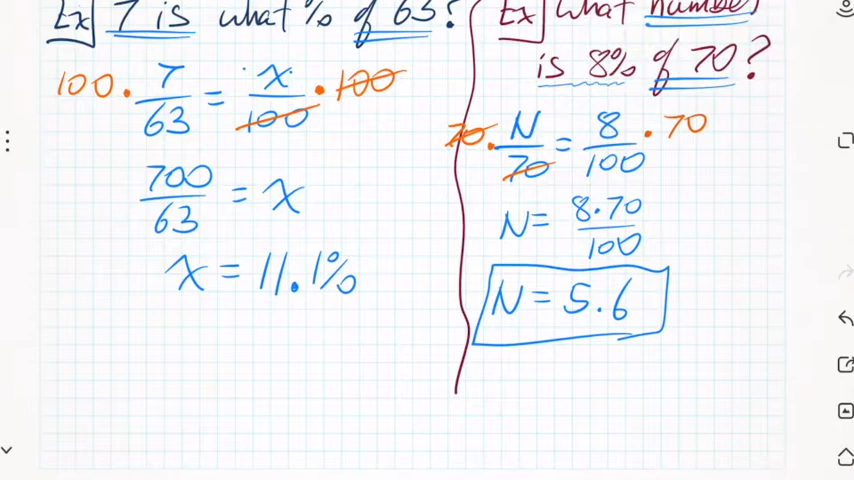 Ex] 7 is what % of 63?
100 · 7/63 = x/100 · 100
700/63 = x
x = 11.1%
Ex] What number
is 8% of 70?
70 · N/70 = 8/100 · 70
N = 8·70/100
N = 5.6